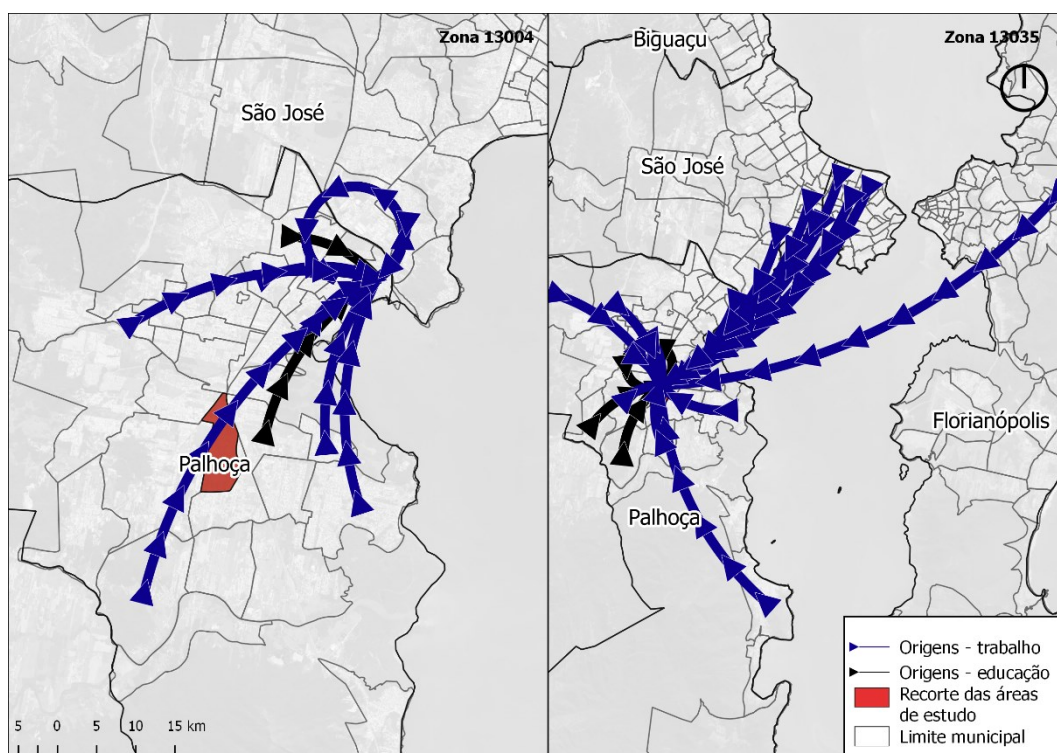 Zona 13004
São José
Palhoça
5 0 5 10 15 km
Zona 13035
Biguaçu
São José
Florianópolis
Palhoça
Origens - trabalho
Origens - educação
Recorte das áreas
de estudo
Limite municipal